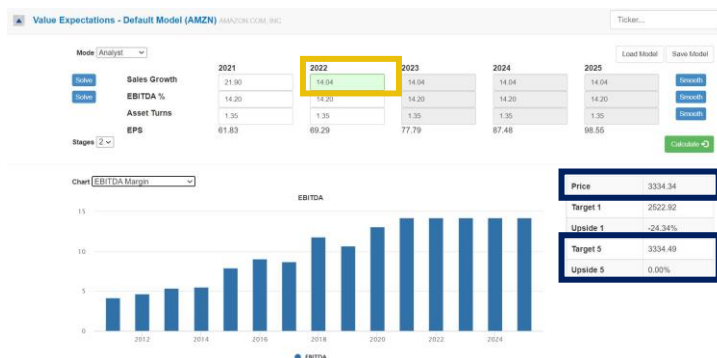 Value Expectations - Default Model (AMZN) AMAZON.COM, INC
Ticker...
Mode Analyst
Load Model Save Model
2021 2022 2023 2024 2025
Solve Sales Growth 21.90 14.04 14.04 14.04 14.04 Smooth
Solve EBITDA % 14.20 14.20 14.20 14.20 14.20 Smooth
Asset Turns 1.35 1.35 1.35 1.35 1.35 Smooth
EPS 61.83 69.29 77.79 87.48 98.55
Stages 2
Calculate
Chart EBITDA Margin
EBITDA
15
10
5
0
2012 2014 2016 2018 2020 2022 2024
EBITDA
Price 3334.34
Target 1 2522.92
Upside 1 -24.34%
Target 5 3334.49
Upside 5 0.00%